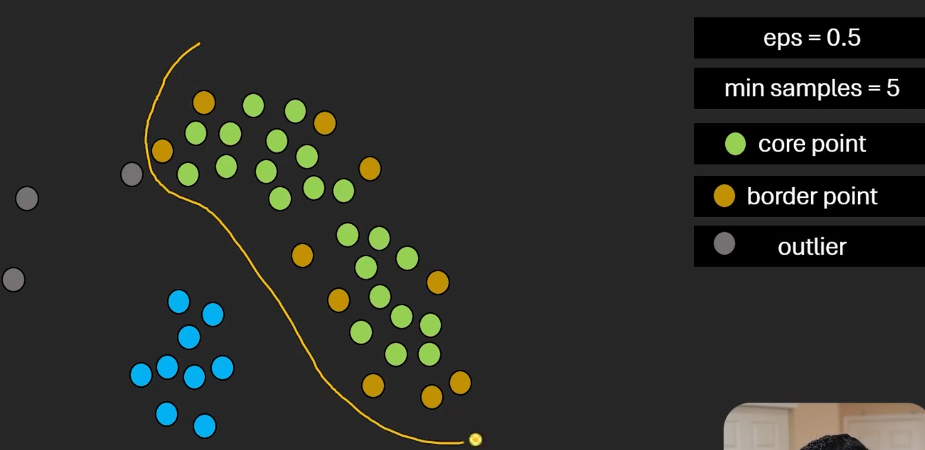 eps = 0.5
min samples = 5
core point
border point
outlier